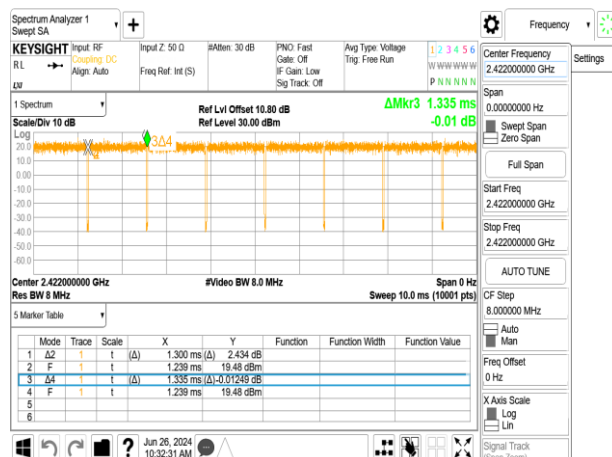 Spectrum Analyzer 1
Swept SA
+
Frequency
KEYSIGHT
RL
Input: RF
Coupling: DC
Align: Auto
Input Z: 50 Ω
Freq Ref: Int (S)
#Atten: 30 dB
PNO: Fast
Gate: Off
IF Gain: Low
Sig Track: Off
Avg Type: Voltage
Trig: Free Run
1 2 3 4 5 6
W W W W W W
P N N N N N
1 Spectrum
Scale/Div 10 dB
Ref Lvl Offset 10.80 dB
Ref Level 30.00 dBm
ΔMkr3 1.335 ms
-0.01 dB
Log
20.0
10.0
0.00
-10.0
-20.0
-30.0
-40.0
-50.0
-60.0
3Δ4
Center 2.422000000 GHz
Res BW 8 MHz
#Video BW 8.0 MHz
Span 0 Hz
Sweep 10.0 ms (10001 pts)
5 Marker Table
Mode Trace Scale X Y Function Function Width Function Value
1 Δ2 1 t (Δ) 1.300 ms (Δ) 2.434 dB
2 F 1 t 1.239 ms 19.48 dBm
3 Δ4 1 t (Δ) 1.335 ms (Δ) -0.01249 dB
4 F 1 t 1.239 ms 19.48 dBm
5
6
?
Jun 26, 2024
10:32:31 AM
Center Frequency
2.422000000 GHz
Settings
Span
0.00000000 Hz
Swept Span
Zero Span
Full Span
Start Freq
2.422000000 GHz
Stop Freq
2.422000000 GHz
AUTO TUNE
CF Step
8.000000 MHz
Auto
Man
Freq Offset
0 Hz
X Axis Scale
Log
Lin
Signal Track
(Span Zoom)